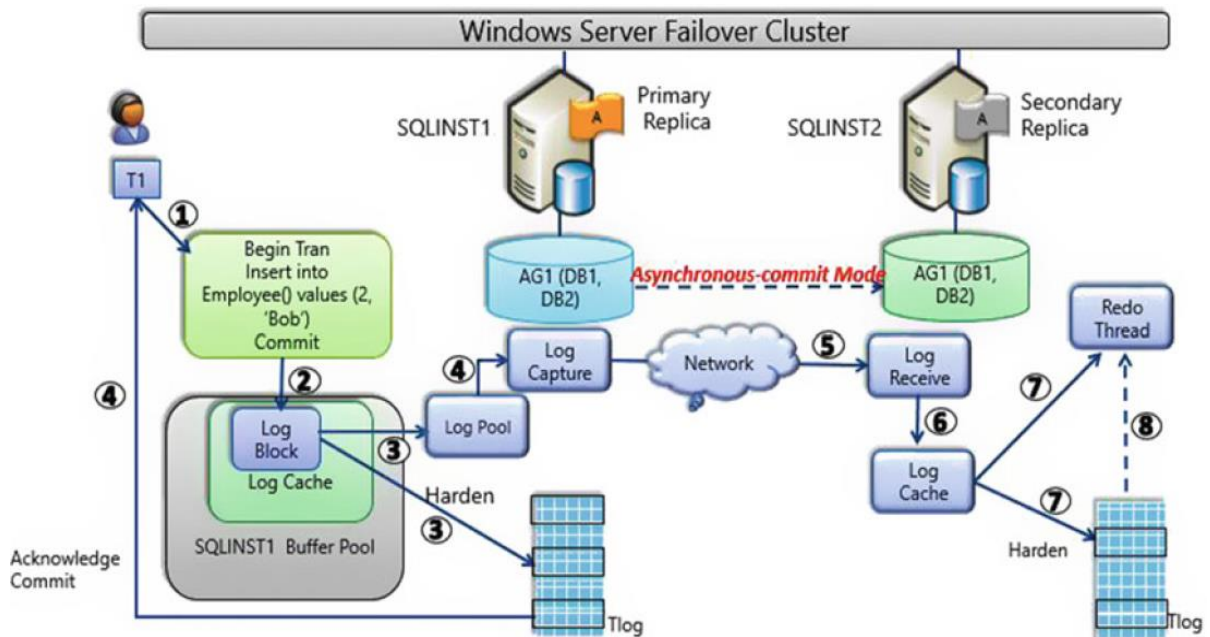 Windows Server Failover Cluster
SQLINST1
A
Primary
Replica
SQLINST2
A
Secondary
Replica
T1
①
Begin Tran
Insert into
Employee() values (2,
'Bob')
Commit
AG1 (DB1,
DB2)
Asynchronous-commit Mode
AG1 (DB1,
DB2)
Redo
Thread
②
④
④
Log
Capture
Network
⑤
Log
Receive
⑦
⑧
Log
Block
Log Cache
③
Log Pool
⑥
Log
Cache
Harden
③
SQLINST1 Buffer Pool
⑦
Harden
Acknowledge
Commit
Tlog
Tlog